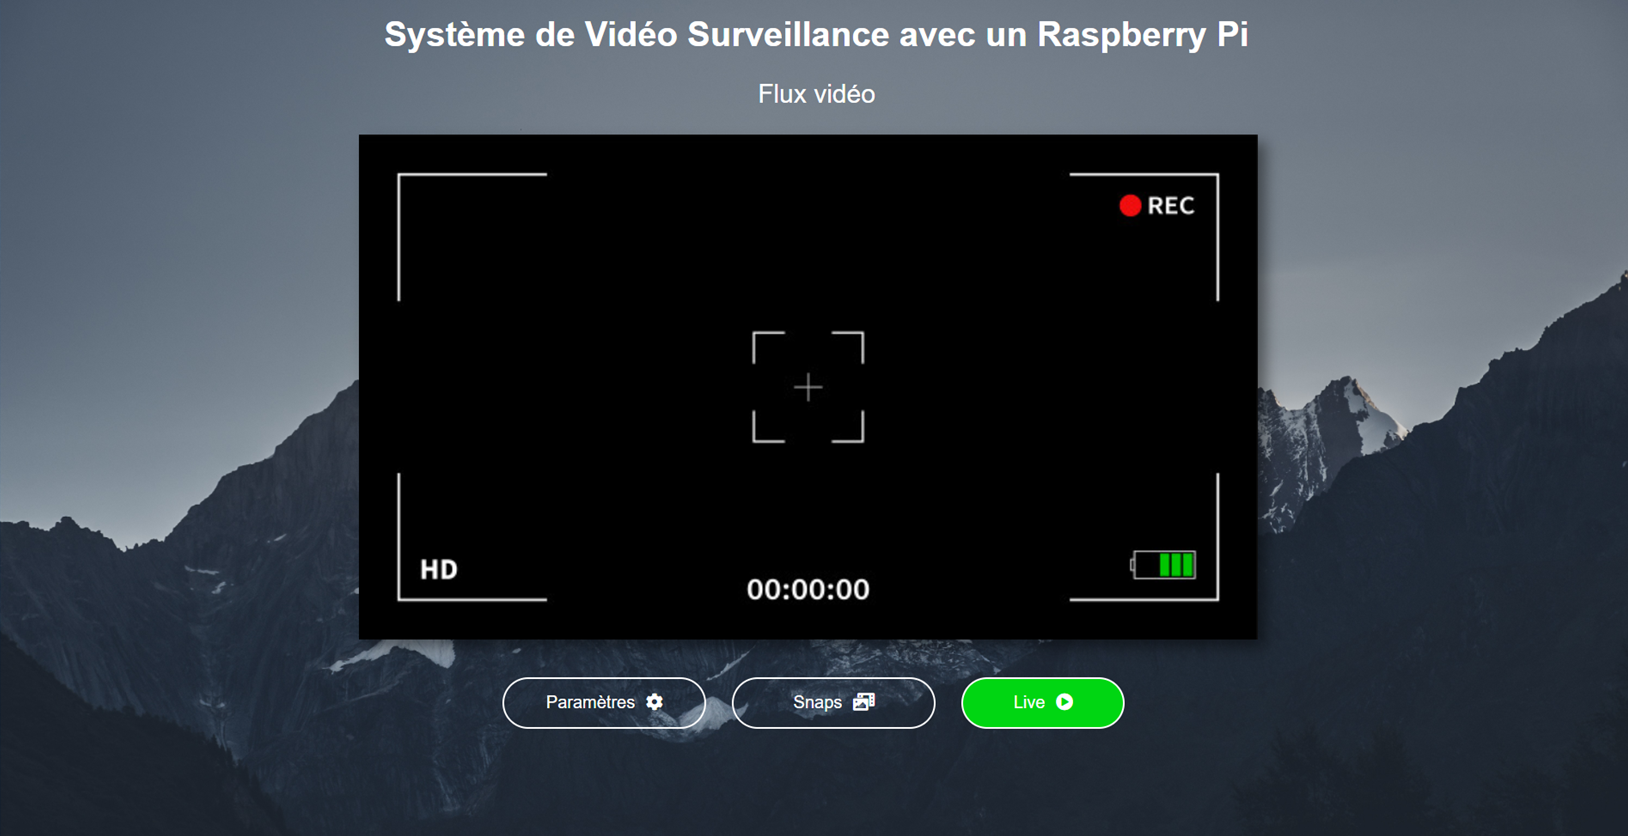 Système de Vidéo Surveillance avec un Raspberry Pi
Flux vidéo
REC
HD
00:00:00
Paramètres
Snaps
Live